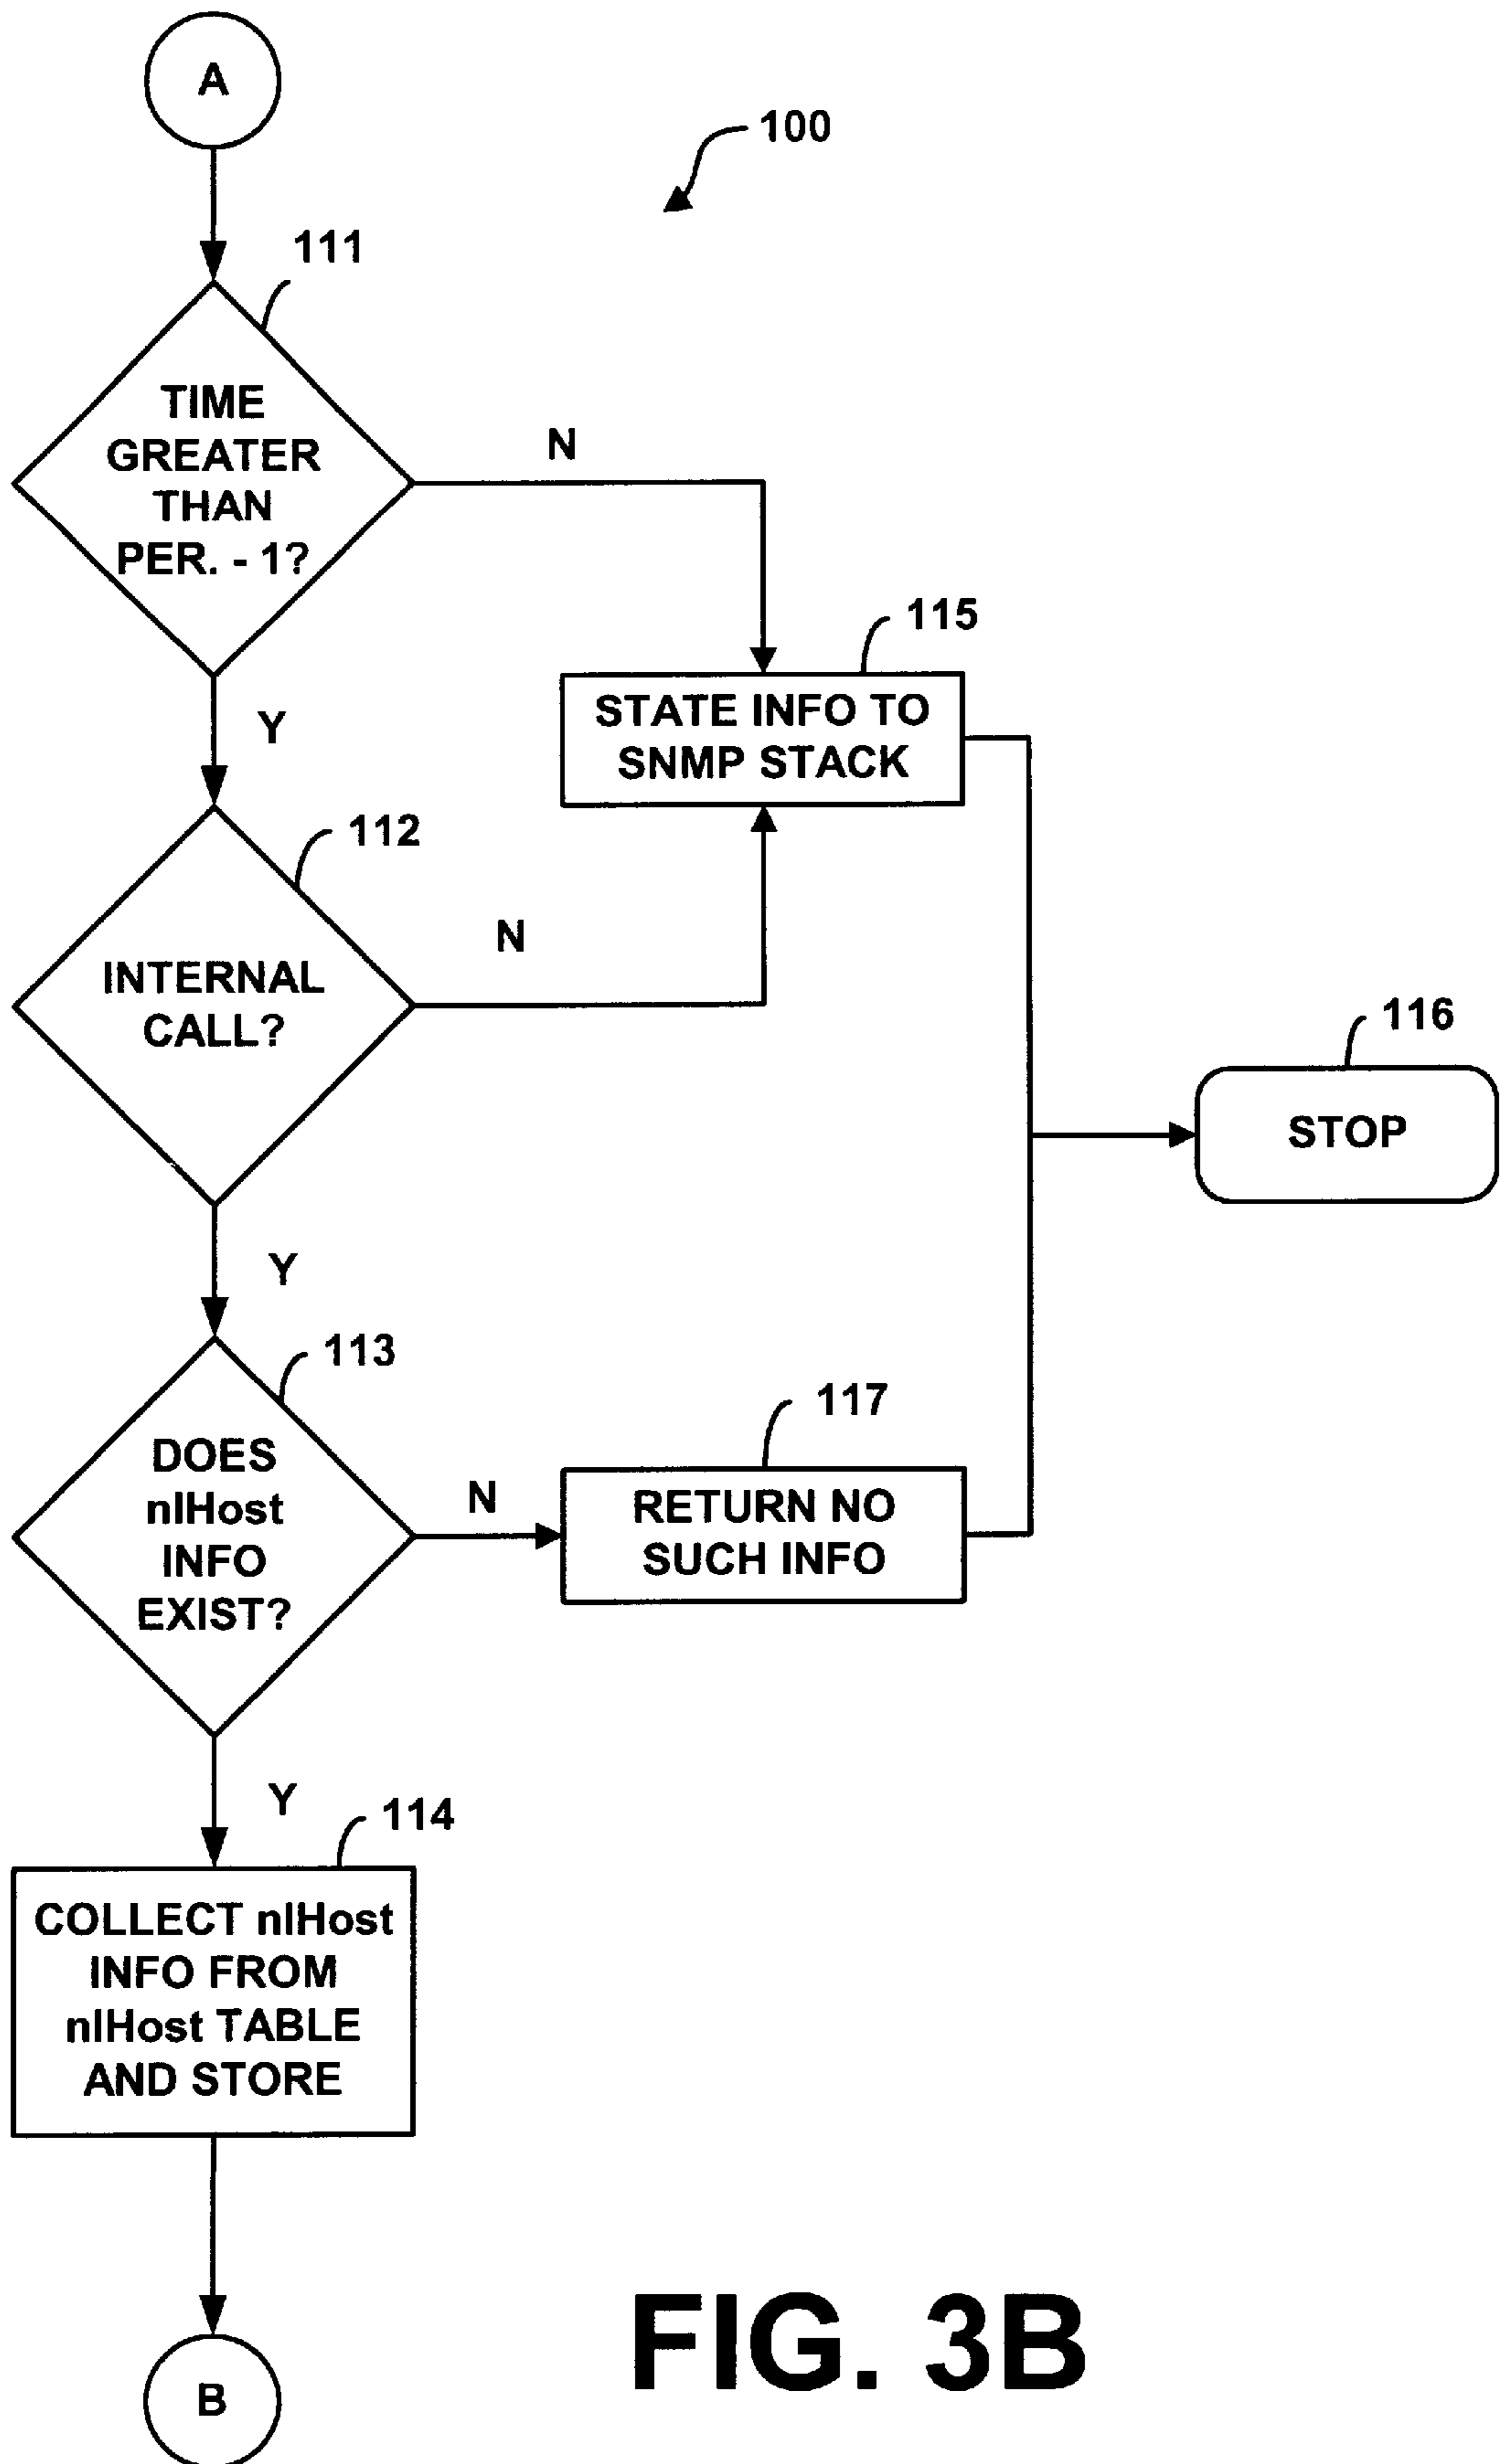 A
100
111
TIME
GREATER
THAN
PER. - 1?
N
Y
115
STATE INFO TO
SNMP STACK
112
INTERNAL
CALL?
N
116
STOP
Y
113
DOES
nlHost
INFO
EXIST?
N
117
RETURN NO
SUCH INFO
Y
114
COLLECT nlHost
INFO FROM
nlHost TABLE
AND STORE
B
FIG. 3B